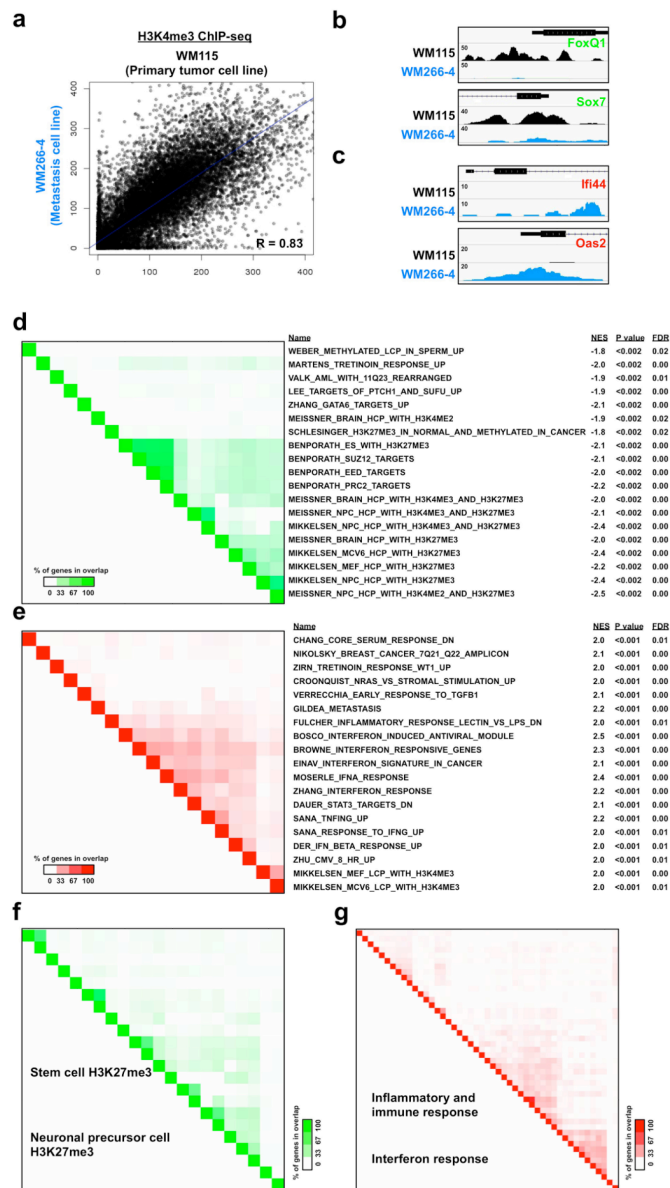 a
H3K4me3 ChIP-seq
WM115
(Primary tumor cell line)
WM266-4
(Metastasis cell line)
400
300
200
100
0
R = 0.83
0 100 200 300 400
b
FoxQ1
WM115
50
WM266-4
50
Sox7
WM115
40
WM266-4
40
c
Ifi44
WM115
10
WM266-4
10
Oas2
WM115
20
WM266-4
20
d
Name NES P value FDR
WEBER_METHYLATED_LCP_IN_SPERM_UP -1.8 <0.002 0.02
MARTENS_TRETINOIN_RESPONSE_UP -2.0 <0.002 0.00
VALK_AML_WITH_11Q23_REARRANGED -1.9 <0.002 0.01
LEE_TARGETS_OF_PTCH1_AND_SUFU_UP -1.9 <0.002 0.00
ZHANG_GATA6_TARGETS_UP -2.1 <0.002 0.00
MEISSNER_BRAIN_HCP_WITH_H3K4ME2 -1.9 <0.002 0.02
SCHLESINGER_H3K27ME3_IN_NORMAL_AND_METHYLATED_IN_CANCER -1.8 <0.002 0.02
BENPORATH_ES_WITH_H3K27ME3 -2.1 <0.002 0.00
BENPORATH_SUZ12_TARGETS -2.1 <0.002 0.00
BENPORATH_EED_TARGETS -2.0 <0.002 0.00
BENPORATH_PRC2_TARGETS -2.2 <0.002 0.00
MEISSNER_BRAIN_HCP_WITH_H3K4ME3_AND_H3K27ME3 -2.0 <0.002 0.00
MEISSNER_NPC_HCP_WITH_H3K4ME3_AND_H3K27ME3 -2.1 <0.002 0.00
MIKKELSEN_NPC_HCP_WITH_H3K4ME3_AND_H3K27ME3 -2.4 <0.002 0.00
MEISSNER_BRAIN_HCP_WITH_H3K27ME3 -2.0 <0.002 0.00
MIKKELSEN_MCV6_HCP_WITH_H3K27ME3 -2.4 <0.002 0.00
MIKKELSEN_MEF_HCP_WITH_H3K27ME3 -2.2 <0.002 0.00
MIKKELSEN_NPC_HCP_WITH_H3K27ME3 -2.4 <0.002 0.00
MEISSNER_NPC_HCP_WITH_H3K4ME2_AND_H3K27ME3 -2.5 <0.002 0.00
% of genes in overlap
0 33 67 100
e
Name NES P value FDR
CHANG_CORE_SERUM_RESPONSE_DN 2.0 <0.001 0.01
NIKOLSKY_BREAST_CANCER_7Q21_Q22_AMPLICON 2.1 <0.001 0.00
ZIRN_TRETINOIN_RESPONSE_WT1_UP 2.0 <0.001 0.00
CROONQUIST_NRAS_VS_STROMAL_STIMULATION_UP 2.0 <0.001 0.00
VERRECCHIA_EARLY_RESPONSE_TO_TGFB1 2.1 <0.001 0.00
GILDEA_METASTASIS 2.2 <0.001 0.00
FULCHER_INFLAMMATORY_RESPONSE_LECTIN_VS_LPS_DN 2.0 <0.001 0.01
BOSCO_INTERFERON_INDUCED_ANTIVIRAL_MODULE 2.5 <0.001 0.00
BROWNE_INTERFERON_RESPONSIVE_GENES 2.3 <0.001 0.00
EINAV_INTERFERON_SIGNATURE_IN_CANCER 2.1 <0.001 0.00
MOSERLE_IFNA_RESPONSE 2.4 <0.001 0.00
ZHANG_INTERFERON_RESPONSE 2.2 <0.001 0.00
DAUER_STAT3_TARGETS_DN 2.1 <0.001 0.00
SANA_TNFING_UP 2.2 <0.001 0.00
SANA_RESPONSE_TO_IFNG_UP 2.0 <0.001 0.01
DER_IFN_BETA_RESPONSE_UP 2.0 <0.001 0.01
ZHU_CMV_8_HR_UP 2.0 <0.001 0.01
MIKKELSEN_MEF_LCP_WITH_H3K4ME3 2.0 <0.001 0.00
MIKKELSEN_MCV6_LCP_WITH_H3K4ME3 2.0 <0.001 0.01
% of genes in overlap
0 33 67 100
f
Stem cell H3K27me3
Neuronal precursor cell
H3K27me3
% of genes in overlap
0 33 67 100
g
Inflammatory and
immune response
Interferon response
% of genes in overlap
0 33 67 100